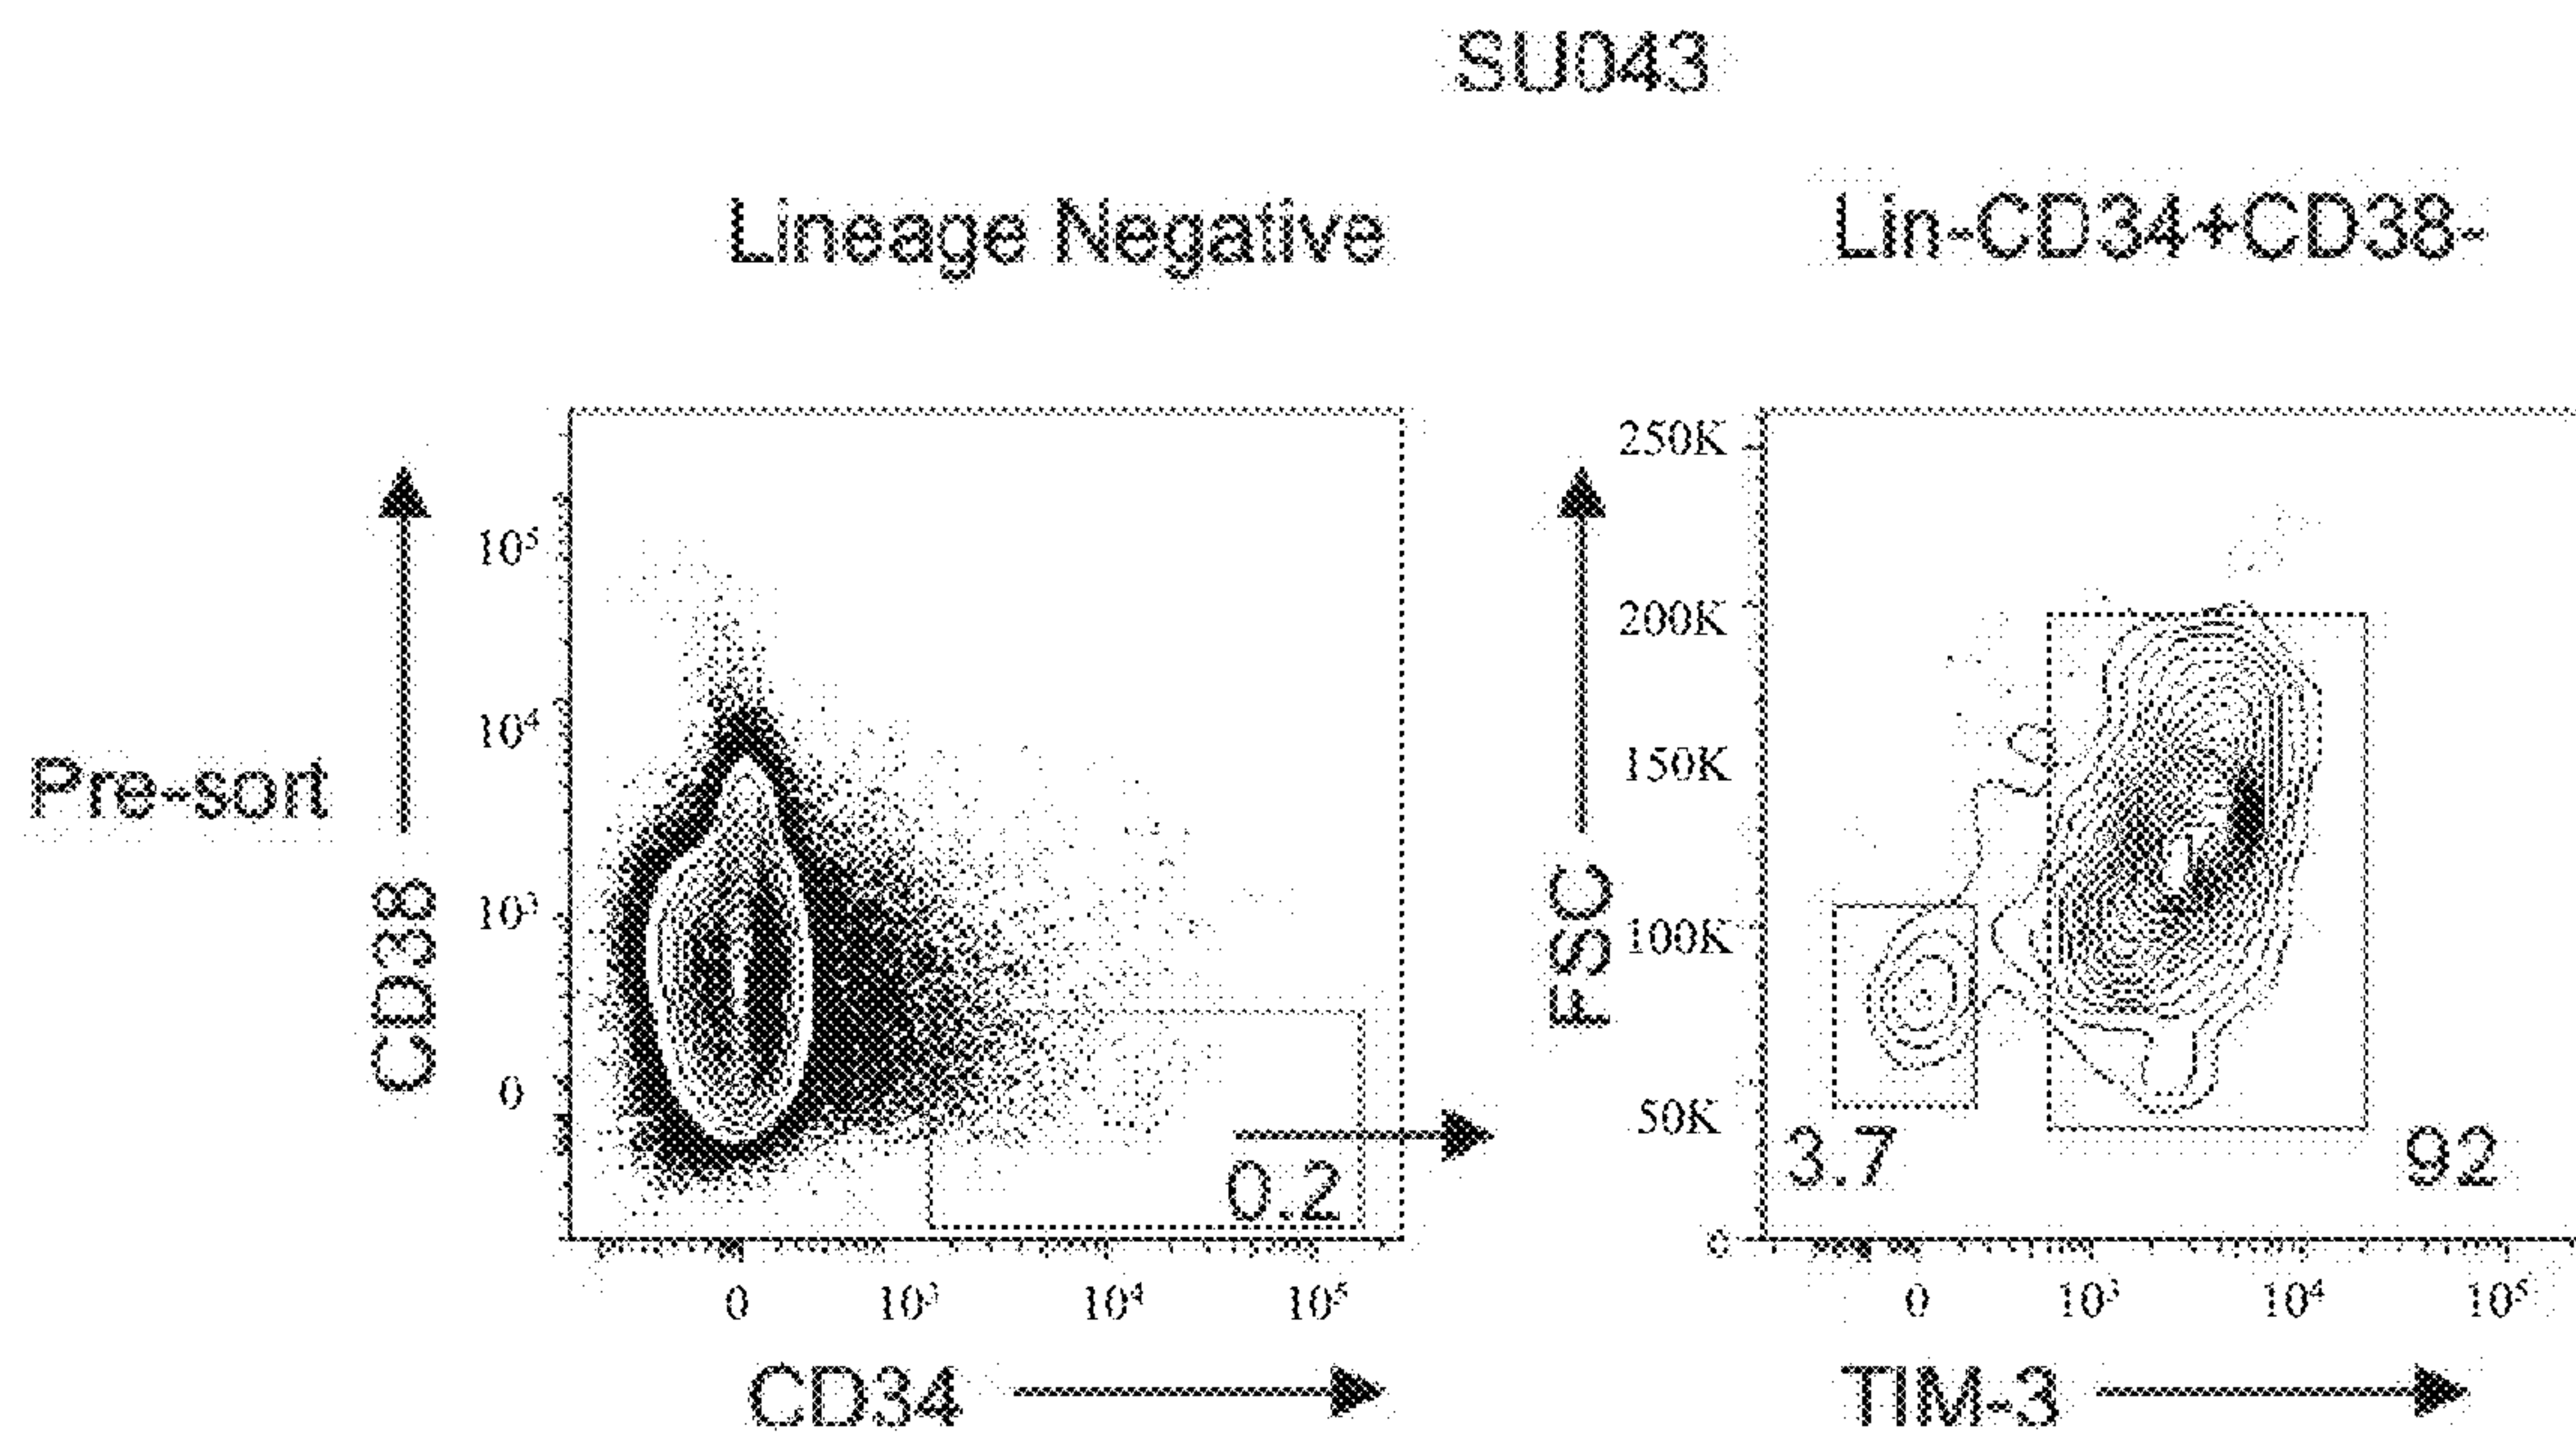 SU043
Lineage Negative
Lin-CD34+CD38-
Pre-sort
CD38
10⁵
10⁴
10³
0
0.2
0
10³
10⁴
10⁵
CD34
FSC
250K
200K
150K
100K
50K
0
3.7
92
0
10³
10⁴
10⁵
TIM-3